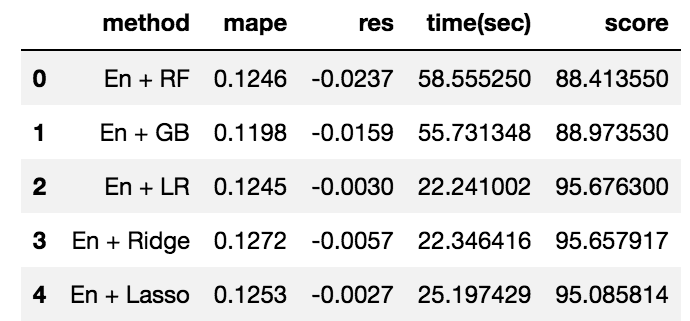 method mape res time(sec) score
0 En + RF 0.1246 -0.0237 58.555250 88.413550
1 En + GB 0.1198 -0.0159 55.731348 88.973530
2 En + LR 0.1245 -0.0030 22.241002 95.676300
3 En + Ridge 0.1272 -0.0057 22.346416 95.657917
4 En + Lasso 0.1253 -0.0027 25.197429 95.085814